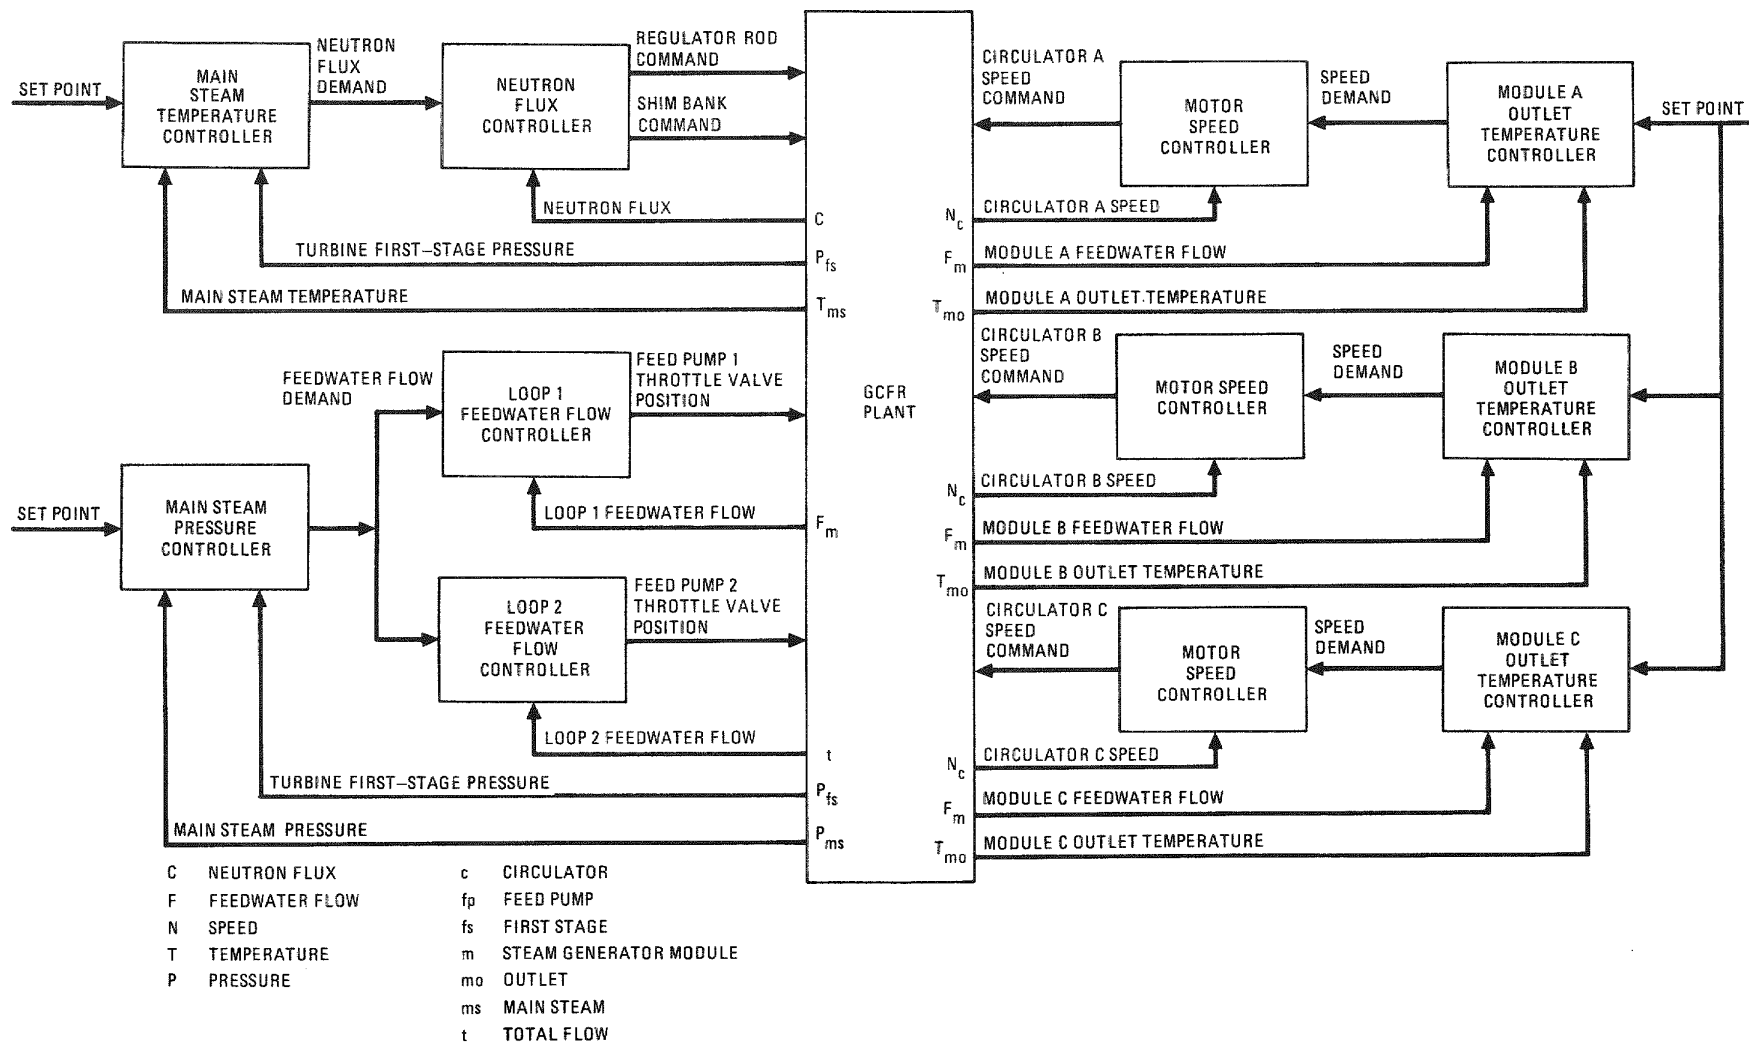 SET POINT
MAIN
STEAM
TEMPERATURE
CONTROLLER
NEUTRON
FLUX
DEMAND
NEUTRON
FLUX
CONTROLLER
REGULATOR ROD
COMMAND
SHIM BANK
COMMAND
NEUTRON FLUX
C
TURBINE FIRST–STAGE PRESSURE
Pfs
MAIN STEAM TEMPERATURE
Tms
FEEDWATER FLOW
DEMAND
LOOP 1
FEEDWATER FLOW
CONTROLLER
FEED PUMP 1
THROTTLE VALVE
POSITION
SET POINT
MAIN STEAM
PRESSURE
CONTROLLER
LOOP 1 FEEDWATER FLOW
Fm
LOOP 2
FEEDWATER
FLOW
CONTROLLER
FEED PUMP 2
THROTTLE VALVE
POSITION
LOOP 2 FEEDWATER FLOW
t
TURBINE FIRST–STAGE PRESSURE
Pfs
MAIN STEAM PRESSURE
Pms
GCFR
PLANT
CIRCULATOR A
SPEED
COMMAND
MOTOR
SPEED
CONTROLLER
SPEED
DEMAND
MODULE A
OUTLET
TEMPERATURE
CONTROLLER
SET POINT
Nc
CIRCULATOR A SPEED
Fm
MODULE A FEEDWATER FLOW
Tmo
MODULE A OUTLET TEMPERATURE
CIRCULATOR B
SPEED
COMMAND
MOTOR SPEED
CONTROLLER
SPEED
DEMAND
MODULE B
OUTLET
TEMPERATURE
CONTROLLER
Nc
CIRCULATOR B SPEED
Fm
MODULE B FEEDWATER FLOW
Tmo
MODULE B OUTLET TEMPERATURE
CIRCULATOR C
SPEED
COMMAND
MOTOR
SPEED
CONTROLLER
SPEED
DEMAND
MODULE C
OUTLET
TEMPERATURE
CONTROLLER
Nc
CIRCULATOR C SPEED
Fm
MODULE C FEEDWATER FLOW
Tmo
MODULE C OUTLET TEMPERATURE
C NEUTRON FLUX
F FEEDWATER FLOW
N SPEED
T TEMPERATURE
P PRESSURE
c CIRCULATOR
fp FEED PUMP
fs FIRST STAGE
m STEAM GENERATOR MODULE
mo OUTLET
ms MAIN STEAM
t TOTAL FLOW